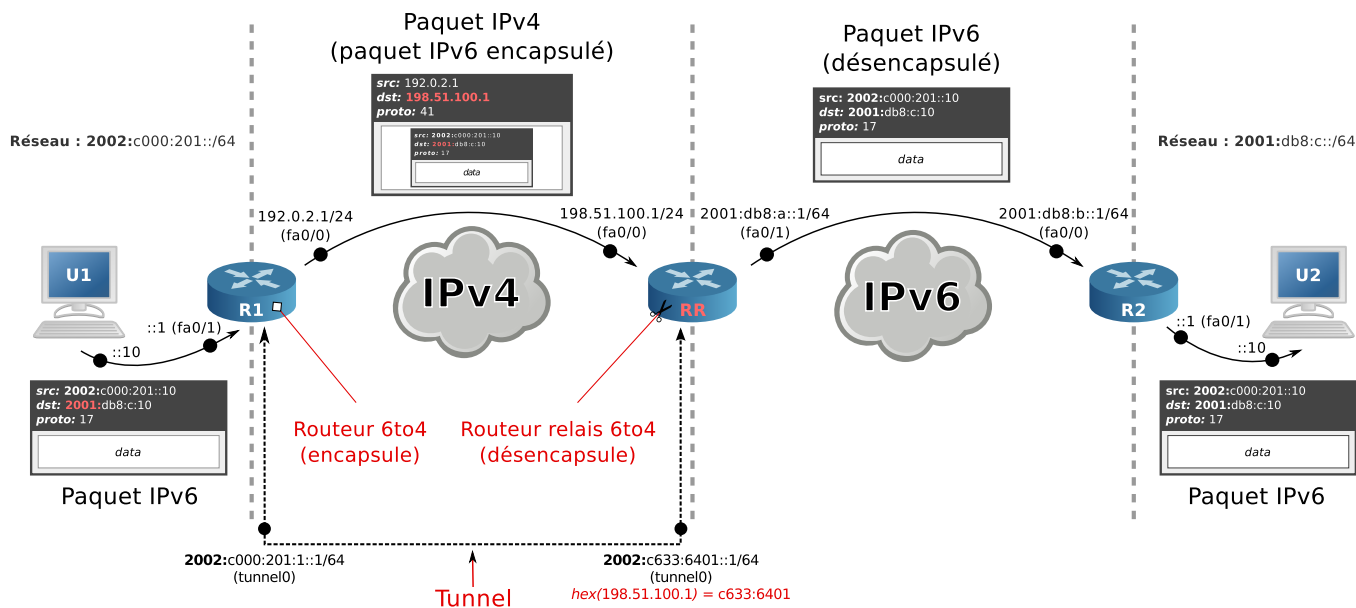 Paquet IPv4
(paquet IPv6 encapsulé)
src: 192.0.2.1
dst: 198.51.100.1
proto: 41
src: 2002:c000:201::10
dst: 2001:db8:c:10
proto: 17
data
Paquet IPv6
(désencapsulé)
src: 2002:c000:201::10
dst: 2001:db8:c:10
proto: 17
data
Réseau : 2002:c000:201::/64
Réseau : 2001:db8:c::/64
192.0.2.1/24
(fa0/0)
198.51.100.1/24
(fa0/0)
2001:db8:a::1/64
(fa0/1)
2001:db8:b::1/64
(fa0/0)
U1
R1
IPv4
RR
IPv6
R2
U2
::1 (fa0/1)
::10
::1 (fa0/1)
::10
src: 2002:c000:201::10
dst: 2001:db8:c:10
proto: 17
data
Paquet IPv6
Routeur 6to4
(encapsule)
Routeur relais 6to4
(désencapsule)
src: 2002:c000:201::10
dst: 2001:db8:c:10
proto: 17
data
Paquet IPv6
2002:c000:201:1::1/64
(tunnel0)
Tunnel
2002:c633:6401::1/64
(tunnel0)
hex(198.51.100.1) = c633:6401